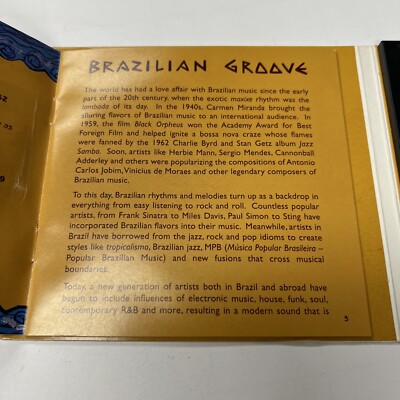 BRAZILIAN GROOVE
The world has had a love affair with Brazilian music since the early
part of the 20th century, when the exotic maxixe rhythm was the
lambada of its day. In the 1940s, Carmen Miranda brought the
alluring flavors of Brazilian music to an international audience. In
1959, the film Black Orpheus won the Academy Award for Best
Foreign Film and helped ignite a bossa nova craze whose flames
were fanned by the 1962 Charlie Byrd and Stan Getz album Jazz
Samba. Soon, artists like Herbie Mann, Sergio Mendes, Cannonball
Adderley and others were popularizing the compositions of Antonio
Carlos Jobim, Vinicius de Moraes and other legendary composers of
Brazilian music.
To this day, Brazilian rhythms and melodies turn up as a backdrop in
everything from easy listening to rock and roll. Countless popular
artists, from Frank Sinatra to Miles Davis, Paul Simon to Sting have
incorporated Brazilian flavors into their music. Meanwhile, artists in
Brazil have borrowed from the jazz, rock and pop idioms to create
styles like tropicalismo, Brazilian jazz, MPB (Música Popular Brasileira –
Popular Brazilian Music) and new fusions that cross musical
boundaries.
Today, a new generation of artists both in Brazil and abroad have
begun to include influences of electronic music, house, funk, soul,
contemporary R&B and more, resulting in a modern sound that is
5